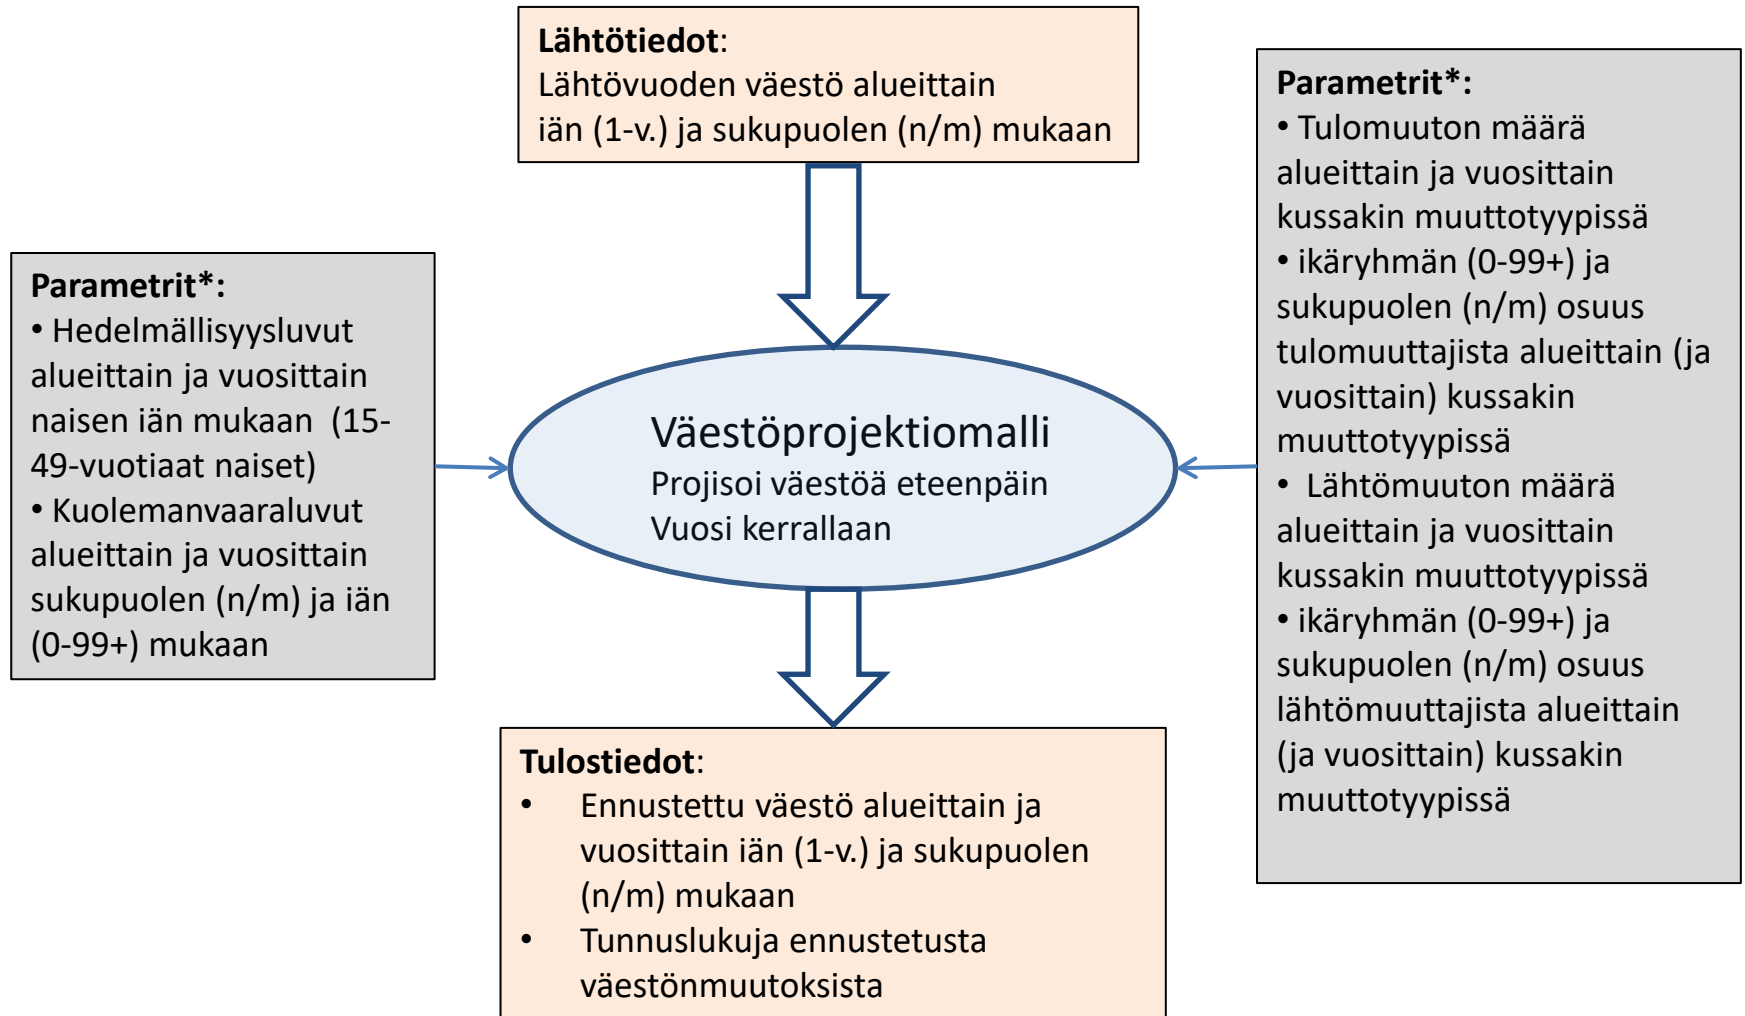 Lähtötiedot:
Lähtövuoden väestö alueittain
iän (1-v.) ja sukupuolen (n/m) mukaan
Parametrit*:
• Hedelmällisyysluvut
alueittain ja vuosittain
naisen iän mukaan (15-
49-vuotiaat naiset)
• Kuolemanvaaraluvut
alueittain ja vuosittain
sukupuolen (n/m) ja iän
(0-99+) mukaan
Väestöprojektiomalli
Projisoi väestöä eteenpäin
Vuosi kerrallaan
Parametrit*:
• Tulomuuton määrä
alueittain ja vuosittain
kussakin muuttotyypissä
• ikäryhmän (0-99+) ja
sukupuolen (n/m) osuus
tulomuuttajista alueittain (ja
vuosittain) kussakin
muuttotyypissä
• Lähtömuuton määrä
alueittain ja vuosittain
kussakin muuttotyypissä
• ikäryhmän (0-99+) ja
sukupuolen (n/m) osuus
lähtömuuttajista alueittain
(ja vuosittain) kussakin
muuttotyypissä
Tulostiedot:
• Ennustettu väestö alueittain ja
vuosittain iän (1-v.) ja sukupuolen
(n/m) mukaan
• Tunnuslukuja ennustetusta
väestönmuutoksista